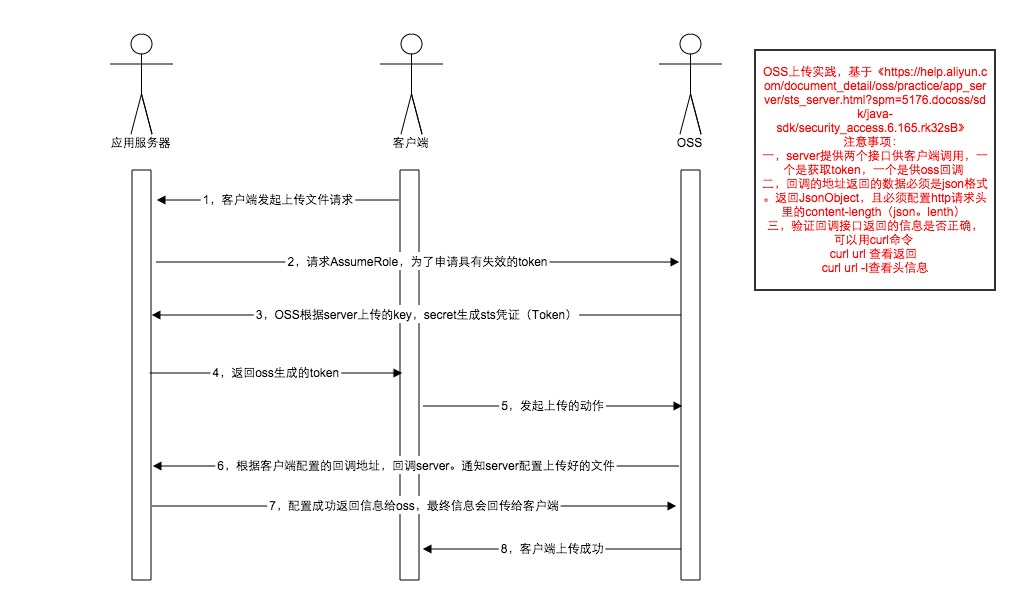 应用服务器
客户端
OSS
1，客户端发起上传文件请求
2，请求AssumeRole，为了申请具有失效的token
3，OSS根据server上传的key，secret生成sts凭证（Token）
4，返回oss生成的token
5，发起上传的动作
6，根据客户端配置的回调地址，回调server。通知server配置上传好的文件
7，配置成功返回信息给oss，最终信息会回传给客户端
8，客户端上传成功
OSS上传实践，基于《https://help.aliyun.c
om/document_detail/oss/practice/app_ser
ver/sts_server.html?spm=5176.docoss/sd
k/java-
sdk/security_access.6.165.rk32sB》
注意事项：
一，server提供两个接口供客户端调用，一
个是获取token，一个是供oss回调
二，回调的地址返回的数据必须是json格式
。返回JsonObject，且必须配置http请求头
里的content-length（json。lenth）
三，验证回调接口返回的信息是否正确，
可以用curl命令
curl url 查看返回
curl url -I查看头信息